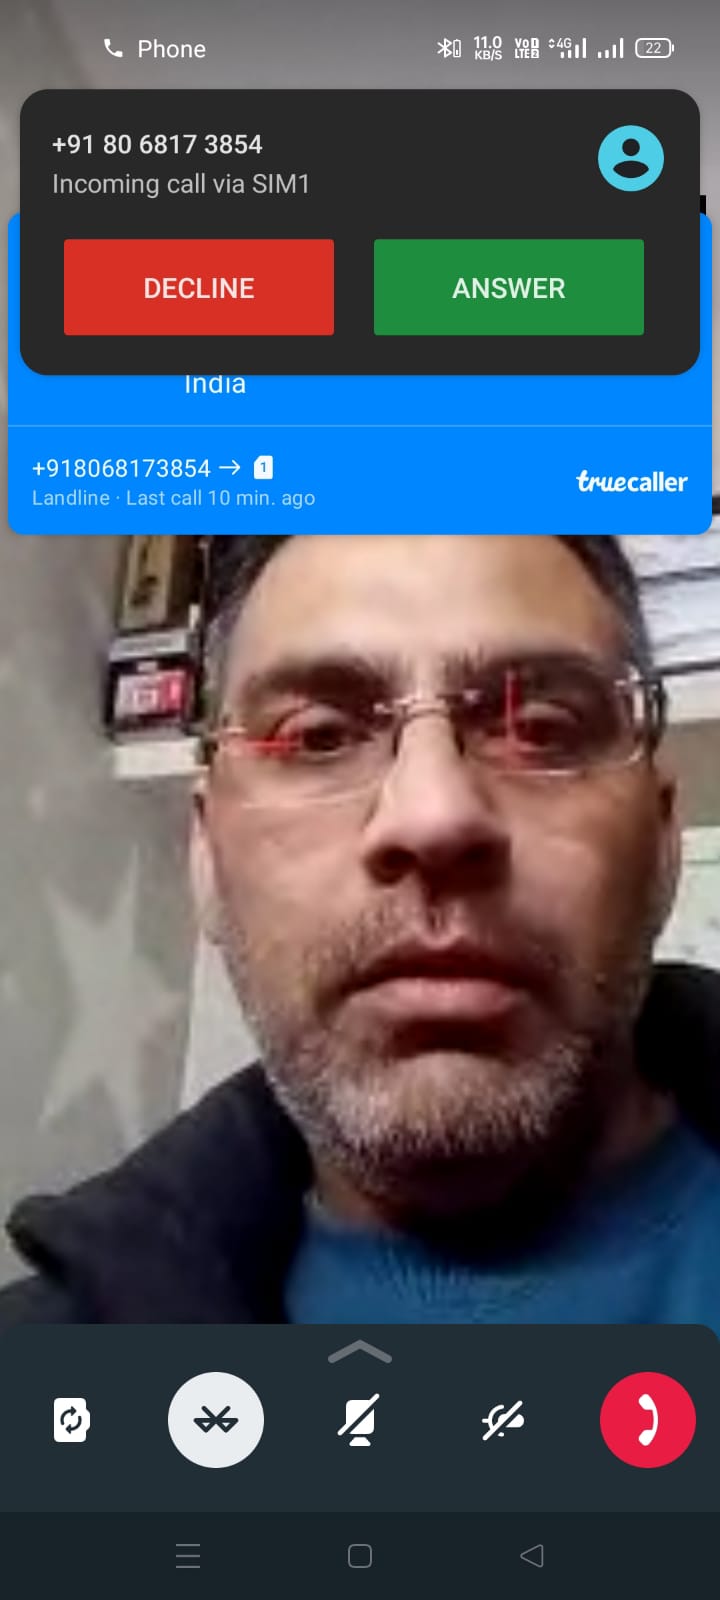 Phone
11.0
KB/S
VoD
LTE2
4G
22
+91 80 6817 3854
Incoming call via SIM1
DECLINE
ANSWER
India
+918068173854 → 1
Landline · Last call 10 min. ago
truecaller